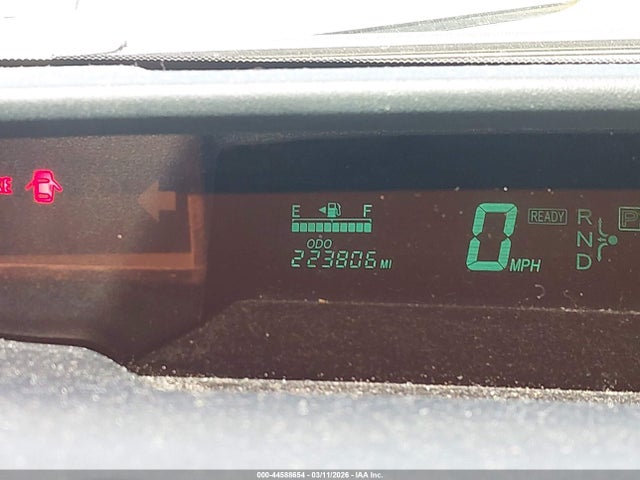 E F
ODO
223806 MI
0 MPH
READY
R
N
D
P
000-44588654 - 03/11/2026 - IAA Inc.